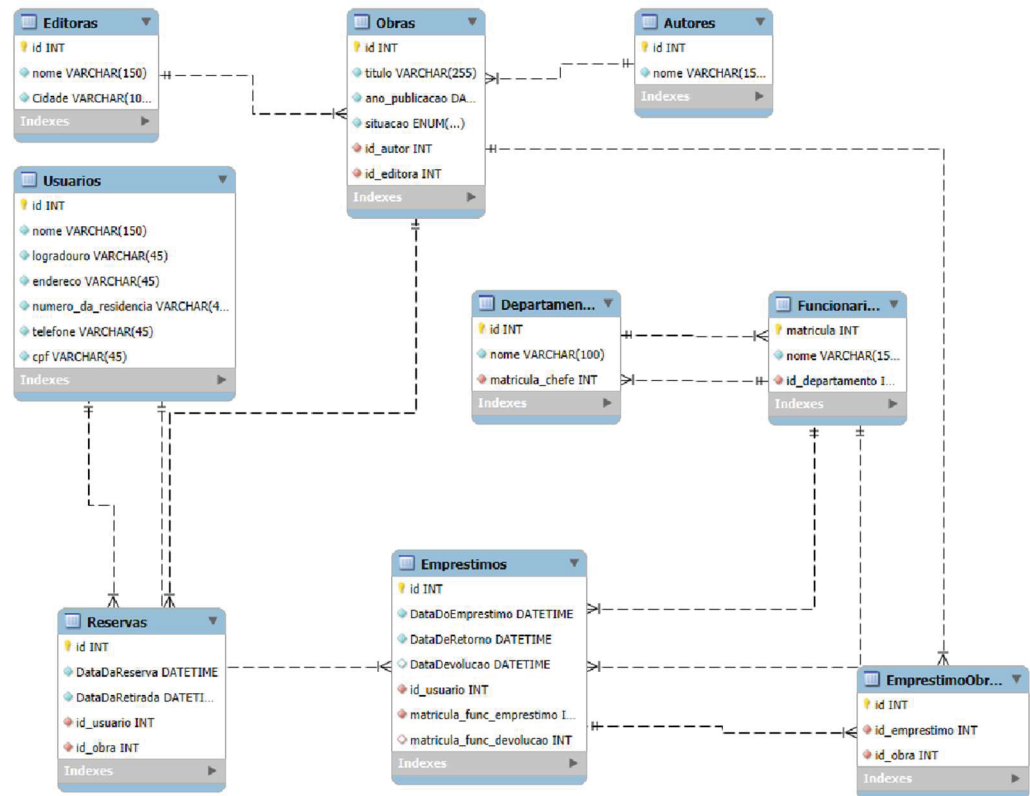 Editoras
id INT
nome VARCHAR(150)
Cidade VARCHAR(10...
Indexes
Obras
id INT
titulo VARCHAR(255)
ano_publicacao DA...
situacao ENUM(...)
id_autor INT
id_editora INT
Indexes
Autores
id INT
nome VARCHAR(15...
Indexes
Usuarios
id INT
nome VARCHAR(150)
logradouro VARCHAR(45)
endereco VARCHAR(45)
numero_da_residencia VARCHAR(4...
telefone VARCHAR(45)
cpf VARCHAR(45)
Indexes
Departamen...
id INT
nome VARCHAR(100)
matricula_chefe INT
Indexes
Funcionari...
matricula INT
nome VARCHAR(15...
id_departamento I...
Indexes
Reservas
id INT
DataDaReserva DATETIME
DataDaRetirada DATETI...
id_usuario INT
id_obra INT
Indexes
Emprestimos
id INT
DataDoEmprestimo DATETIME
DataDeRetorno DATETIME
DataDevolucao DATETIME
id_usuario INT
matricula_func_emprestimo I...
matricula_func_devolucao INT
Indexes
EmprestimoObr...
id INT
id_emprestimo INT
id_obra INT
Indexes